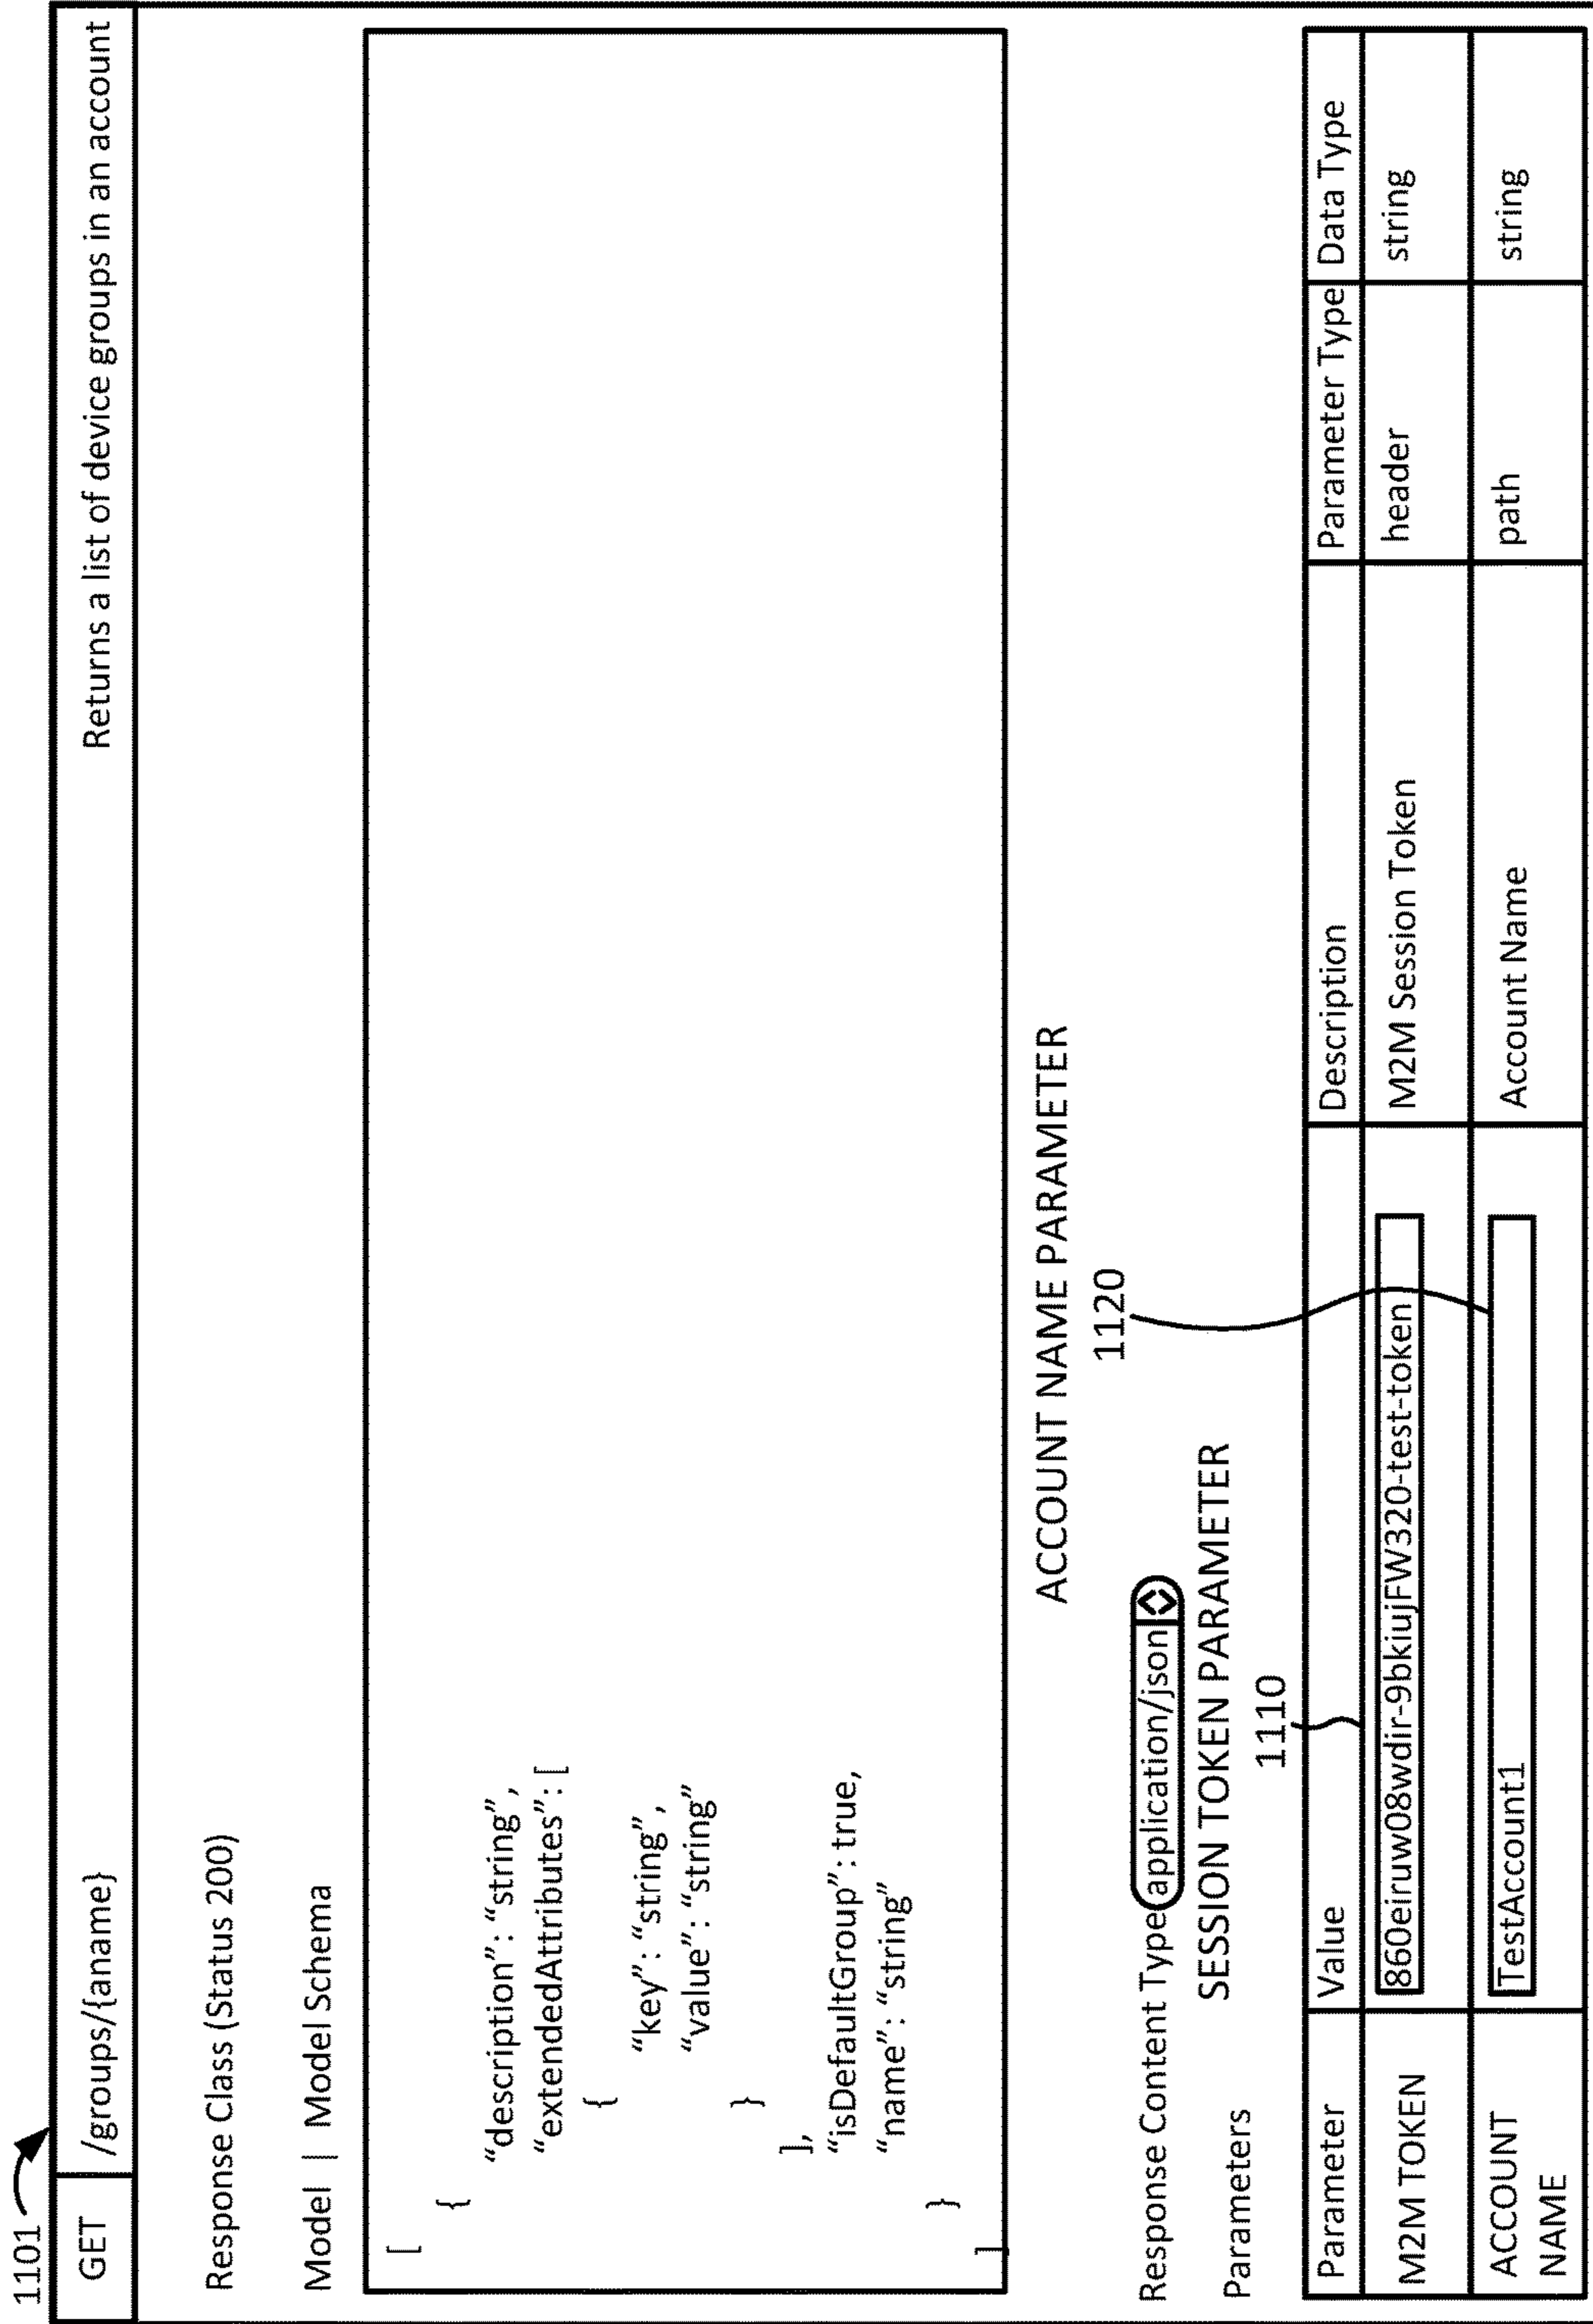 1101
GET /groups/{aname} Returns a list of device groups in an account
Response Class (Status 200)
Model | Model Schema
[
{
“description”: “string”,
“extendedAttributes”: [
{
“key”: “string”,
“value”: “string”
}
],
“isDefaultGroup”: true,
“name”: “string”
}
]
ACCOUNT NAME PARAMETER
1120
Response Content Type application/json
SESSION TOKEN PARAMETER
Parameters
1110
Parameter Value Description Parameter Type Data Type
M2M TOKEN 860eiruw08wdir-9bkiujFW320-test-token M2M Session Token header string
ACCOUNT NAME TestAccount1 Account Name path string